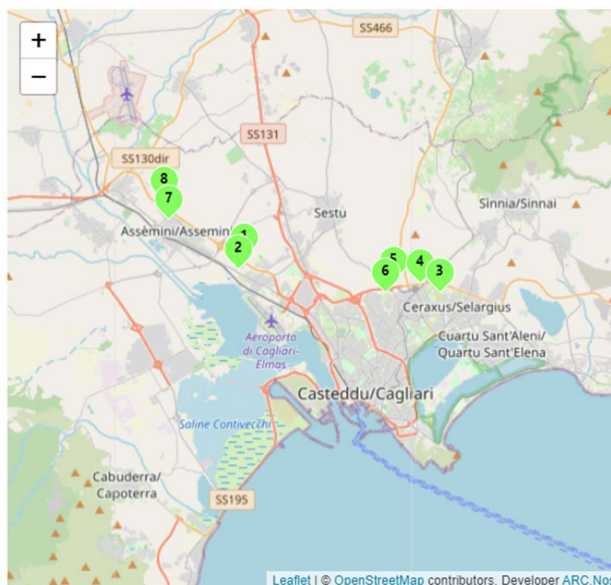 +
−
SS466
SS131
SS130dir
8
7
Sestu
Sinnia/Sinnai
Assèmini/Assemini
1
2
5
4
3
6
Ceraxus/Selargius
Aeroporto
di Cagliari-
Elmas
Cuartu Sant'Aleni/
Quartu Sant'Elena
Casteddu/Cagliari
Saline Contivecchi
Cabuderra/
Capoterra
SS195
Leaflet | © OpenStreetMap contributors, Developer ARC.Nos